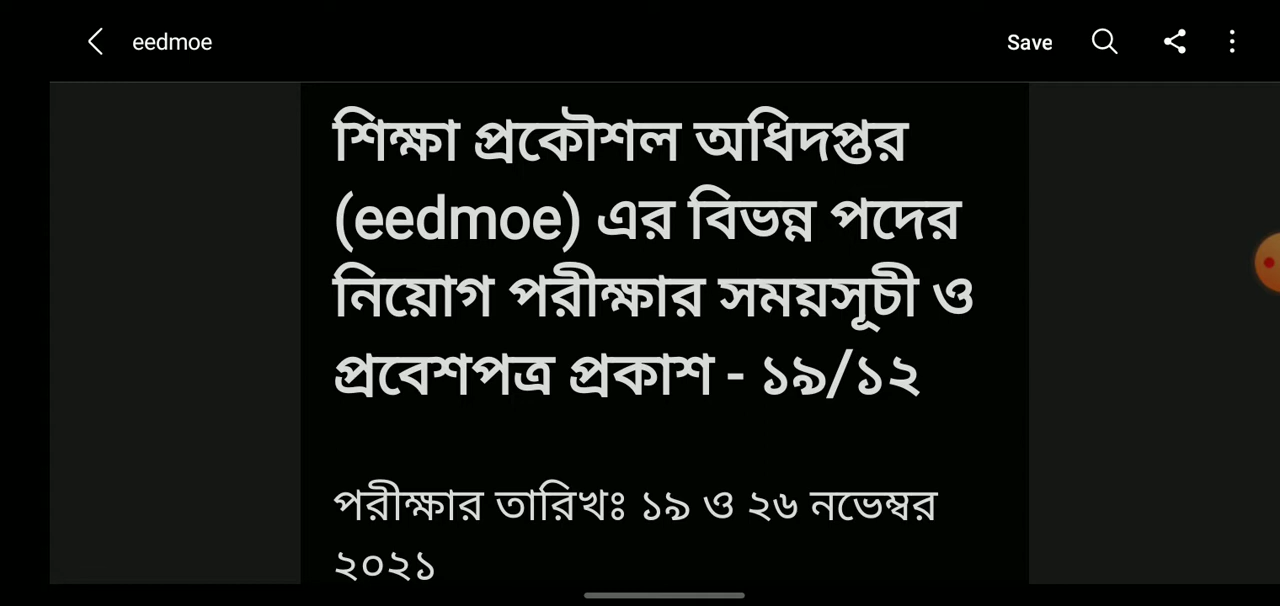 eedmoe
Save
শিক্ষা প্রকৌশল অধিদপ্তর
(eedmoe) এর বিভন্ন পদের
নিয়োগ পরীক্ষার সময়সূচী ও
প্রবেশপত্র প্রকাশ - ১৯/১২
পরীক্ষার তারিখঃ ১৯ ও ২৬ নভেম্বর
২০২১